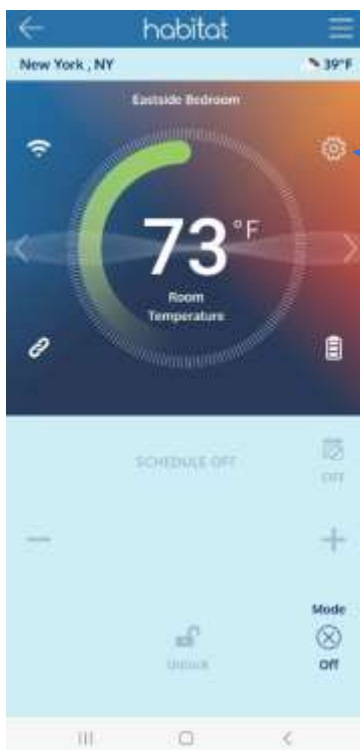 habitat
New York , NY 39°F
Eastside Bedroom
73°F
Room
Temperature
SCHEDULE OFF
OFF
Mode
Unlock
Off